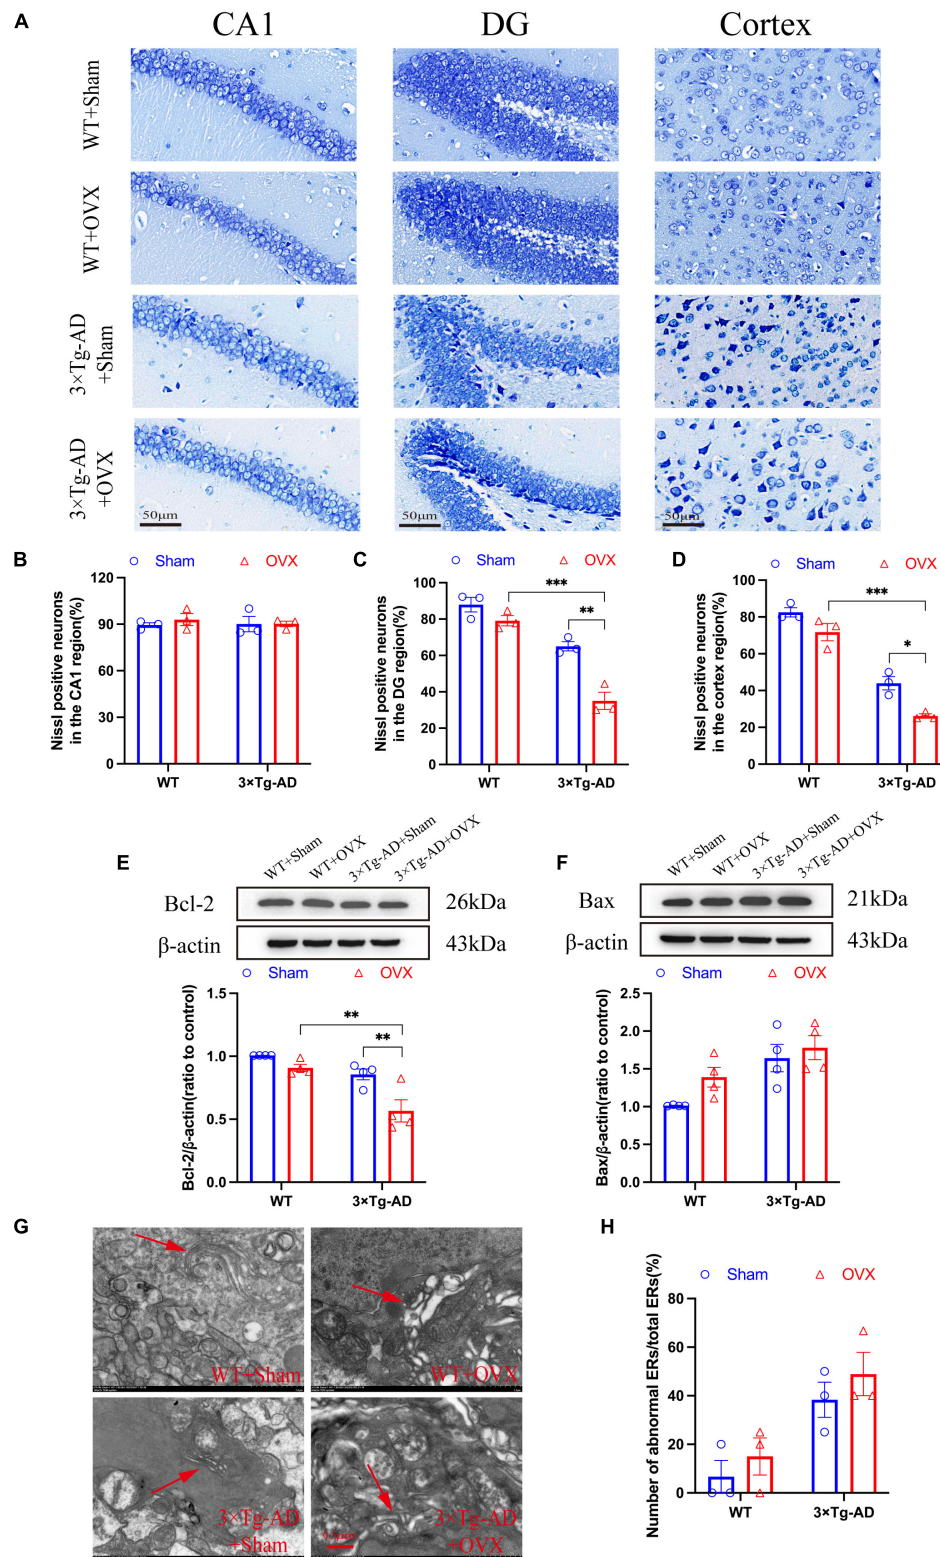 A
CA1
DG
Cortex
WT+Sham
WT+OVX
3×Tg-AD
+Sham
3×Tg-AD
+OVX
50μm
50μm
50μm
B
Sham
OVX
Nissl positive neurons
in the CA1 region(%)
120
90
60
30
0
WT
3×Tg-AD
C
Sham
OVX
Nissl positive neurons
in the DG region(%)
100
80
60
40
20
0
***
**
WT
3×Tg-AD
D
Sham
OVX
Nissl positive neurons
in the cortex region(%)
100
80
60
40
20
0
***
*
WT
3×Tg-AD
E
WT+Sham
WT+OVX
3×Tg-AD+Sham
3×Tg-AD+OVX
Bcl-2
26kDa
β-actin
43kDa
Sham
OVX
Bcl-2/β-actin(ratio to control)
1.5
1.0
0.5
0.0
**
**
WT
3×Tg-AD
F
WT+Sham
WT+OVX
3×Tg-AD+Sham
3×Tg-AD+OVX
Bax
21kDa
β-actin
43kDa
Sham
OVX
Bax/β-actin(ratio to control)
2.5
2.0
1.5
1.0
0.5
0.0
WT
3×Tg-AD
G
WT+Sham
WT+OVX
3×Tg-AD
+Sham
3×Tg-AD
+OVX
H
Sham
OVX
Number of abnormal ERs/total ERs(%)
80
60
40
20
0
WT
3×Tg-AD